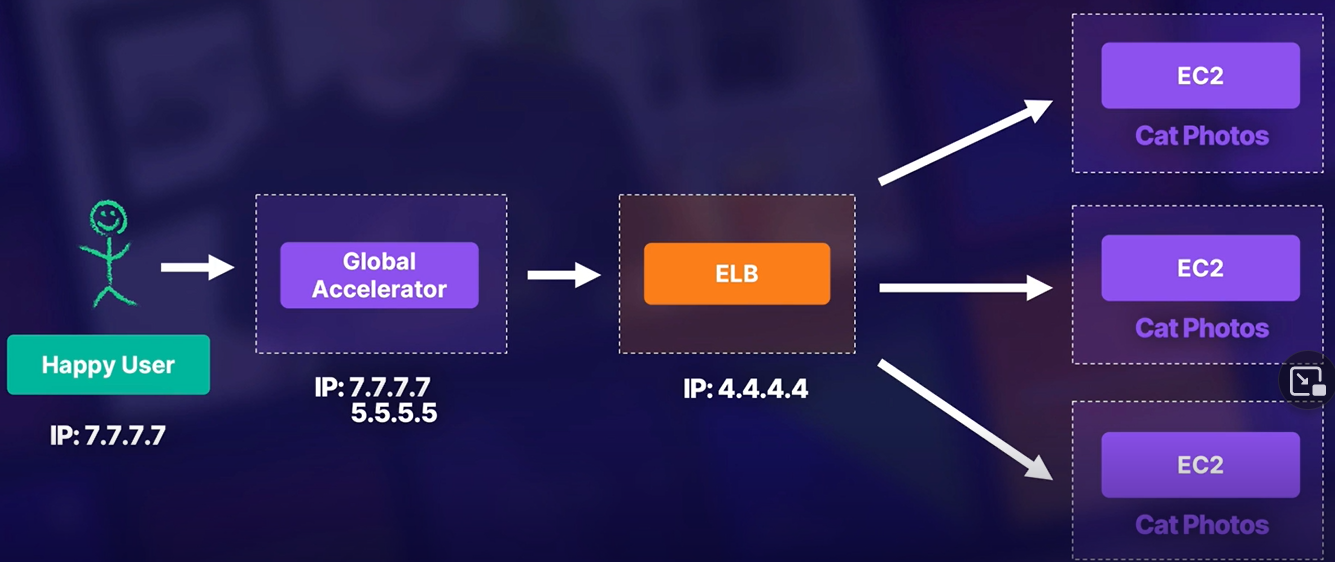 Happy User
IP: 7.7.7.7
Global
Accelerator
IP: 7.7.7.7
5.5.5.5
ELB
IP: 4.4.4.4
EC2
Cat Photos
EC2
Cat Photos
EC2
Cat Photos